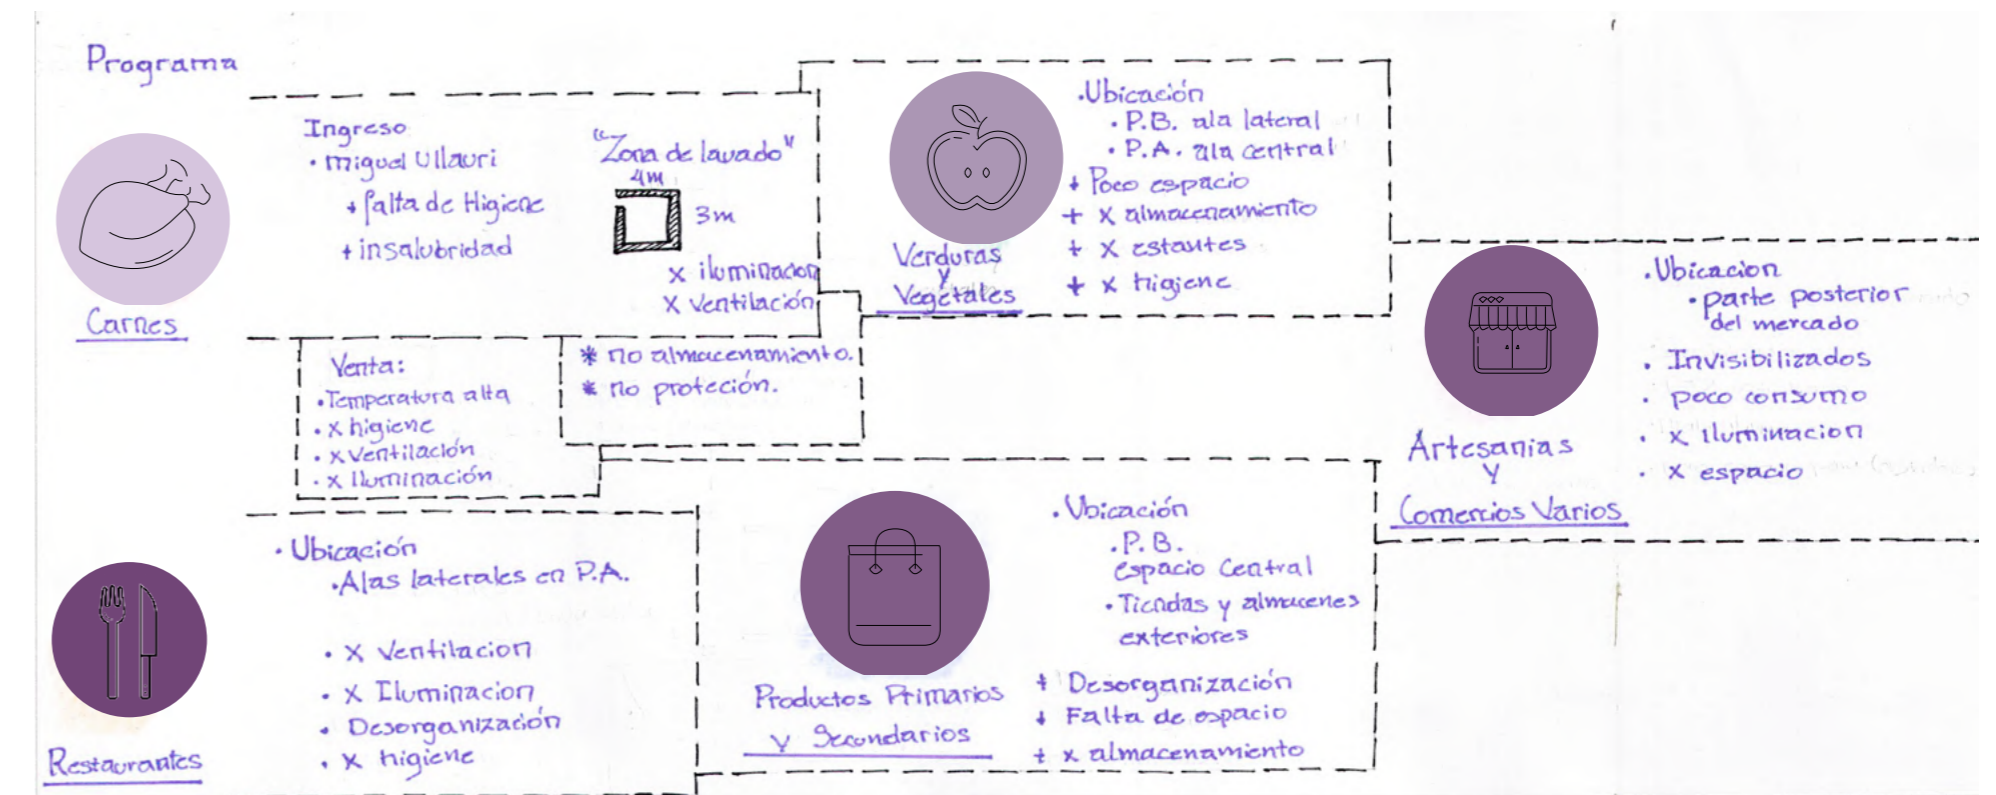 Programa
Carnes
Ingreso
• miguel Ullauri
+ falta de Higiene
+ insalubridad
"Zona de lavado"
4m
3m
x iluminacion
x ventilación
Venta:
• Temperatura alta
• x higiene
• x ventilación
• x Iluminación
* no almacenamiento.
* no proteción.
Verduras
y
Vegetales
• Ubicación
• P.B. ala lateral
• P.A. ala central
+ Poco espacio
+ x almacenamiento
+ x estantes
+ x higiene
Artesanias
y
Comercios Varios
• Ubicacion
• parte posterior
del mercado
• Invisibilizados
• poco consumo
• x iluminacion
• x espacio
Restaurantes
• Ubicación
• Alas laterales en P.A.
• x ventilacion
• x Iluminacion
• Desorganización
• x higiene
Productos Primarios
y Secundarios
• Ubicación
• P.B.
espacio Central
• Tiendas y almacenes
exteriores
+ Desorganización
+ Falta de espacio
+ x almacenamiento